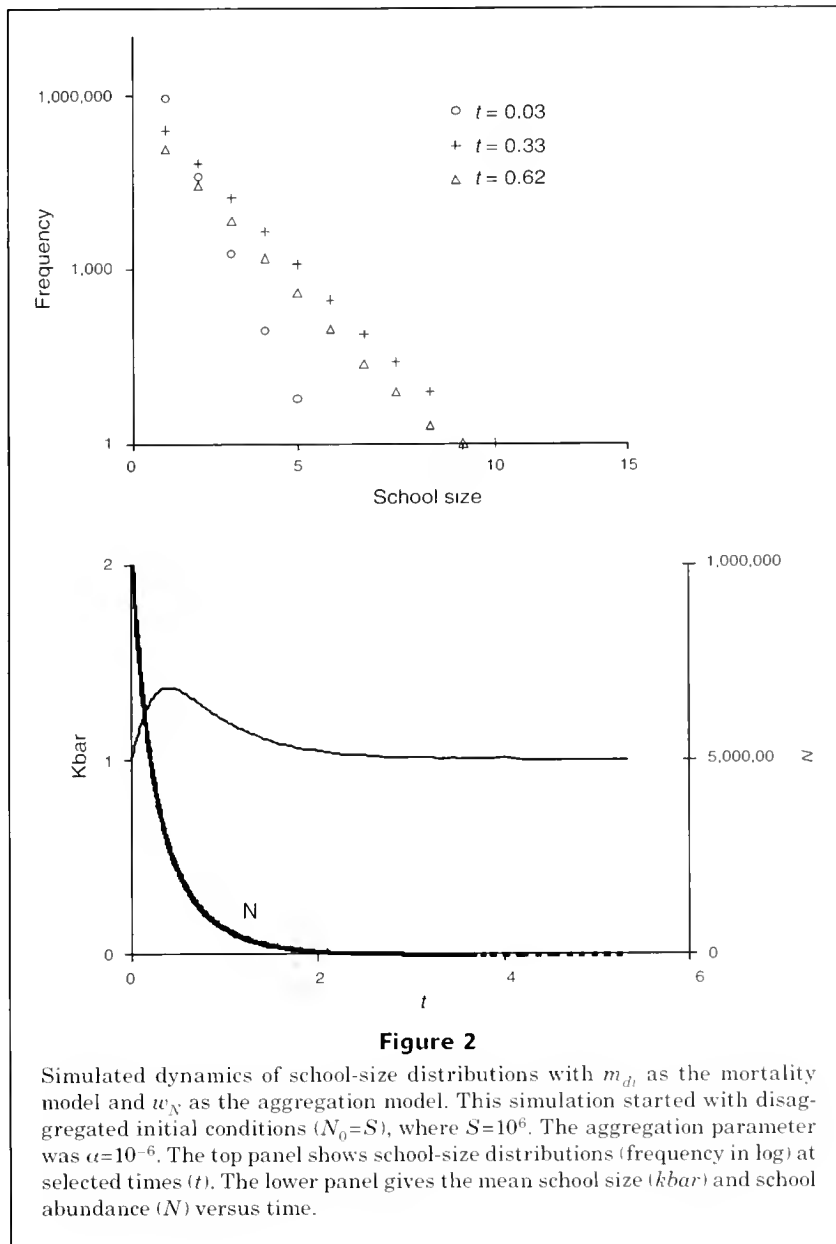 1,000,000
1,000
1
Frequency
t = 0.03
t = 0.33
t = 0.62
0
5
10
15
School size
2
1
0
Kbar
1,000,000
5,000.00
0
N
N
0
2
4
6
t
Figure 2
Simulated dynamics of school-size distributions with m_dt as the mortality
model and w_N as the aggregation model. This simulation started with disag-
gregated initial conditions (N_0=S), where S=10^6. The aggregation parameter
was α=10^−6. The top panel shows school-size distributions (frequency in log) at
selected times (t). The lower panel gives the mean school size (kbar) and school
abundance (N) versus time.